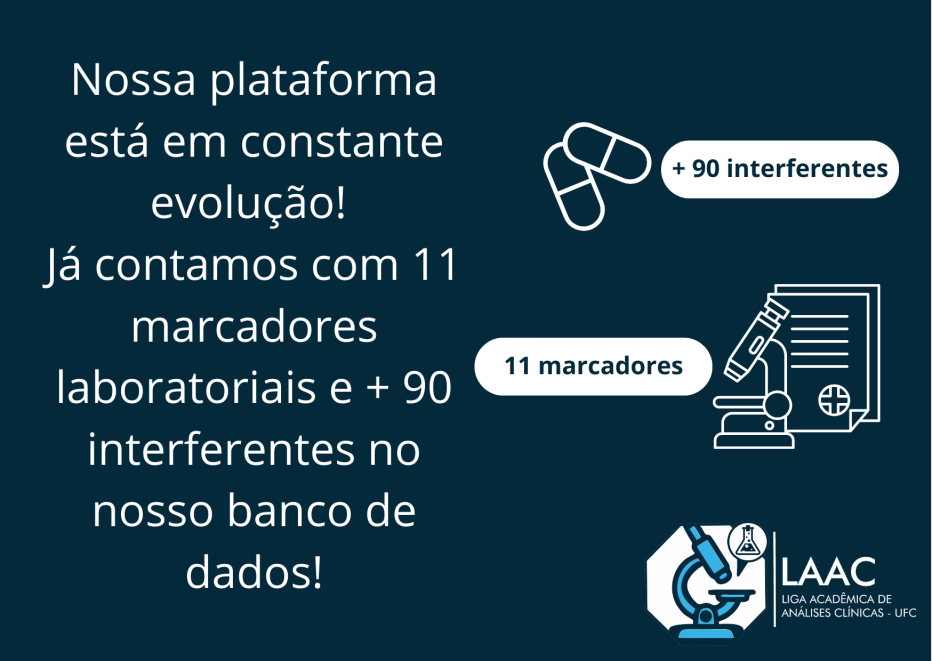 Nossa plataforma
está em constante
evolução!
Já contamos com 11
marcadores
laboratoriais e + 90
interferentes no
nosso banco de
dados!
+ 90 interferentes
11 marcadores
LAAC
LIGA ACADÊMICA DE
ANÁLISES CLÍNICAS - UFC